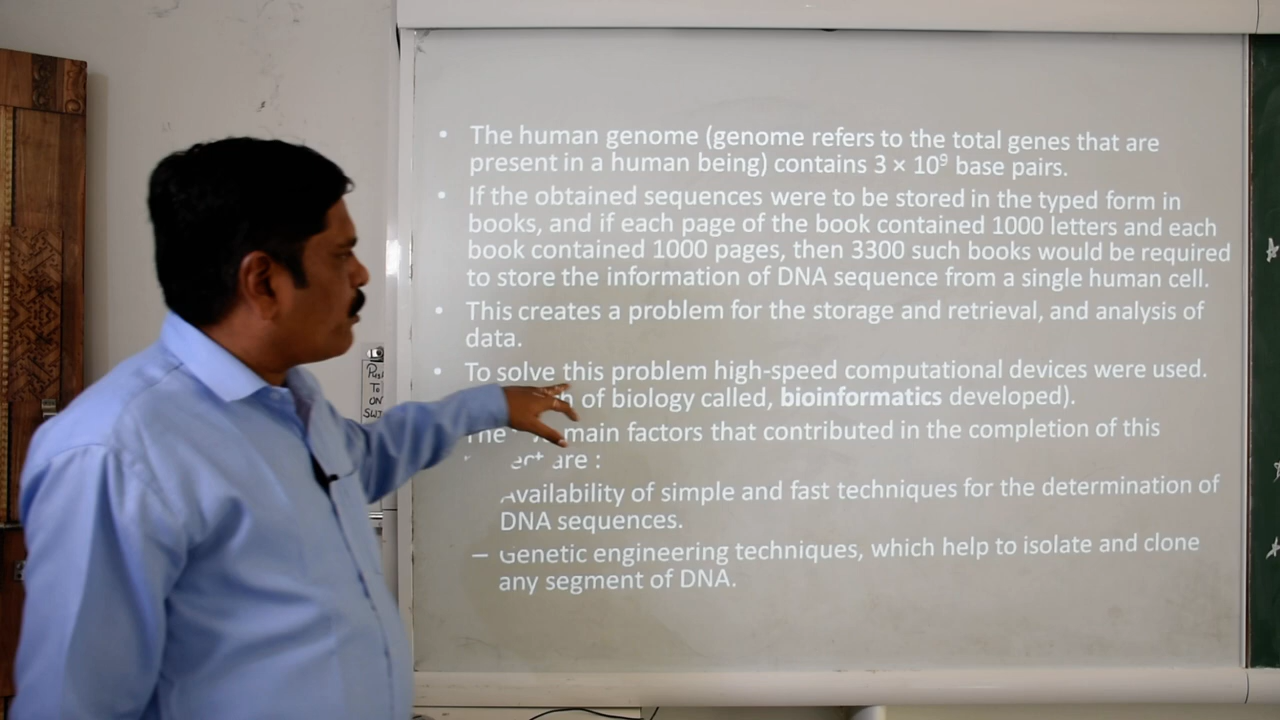 • The human genome (genome refers to the total genes that are
present in a human being) contains 3 × 10⁹ base pairs.
• If the obtained sequences were to be stored in the typed form in
books, and if each page of the book contained 1000 letters and each
book contained 1000 pages, then 3300 such books would be required
to store the information of DNA sequence from a single human cell.
• This creates a problem for the storage and retrieval, and analysis of
data.
• To solve this problem high-speed computational devices were used.
of biology called, bioinformatics developed).
The main factors that contributed in the completion of this
are :
Availability of simple and fast techniques for the determination of
DNA sequences.
– Genetic engineering techniques, which help to isolate and clone
any segment of DNA.
To
ON